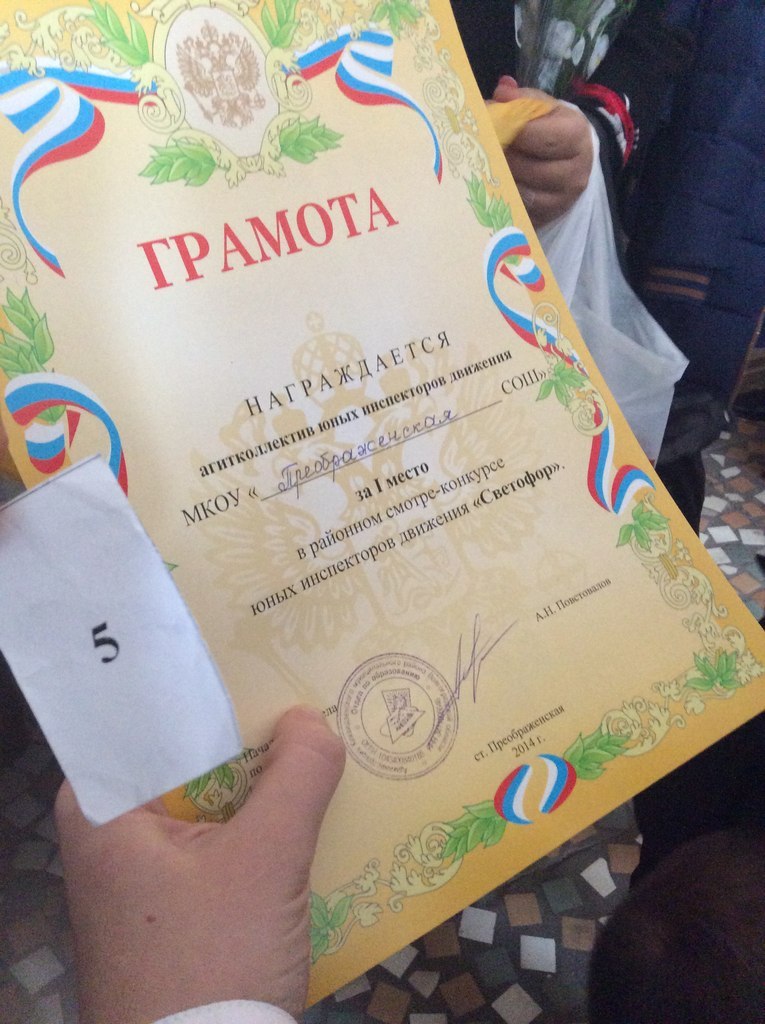 ГРАМОТА
НАГРАЖДАЕТСЯ
агитколлектив юных инспекторов движения
МКОУ « Преображенская СОШ»
за I место
в районном смотре-конкурсе
юных инспекторов движения «Светофор».
А.Н. Повстовалов
ст. Преображенская
2014 г.
5